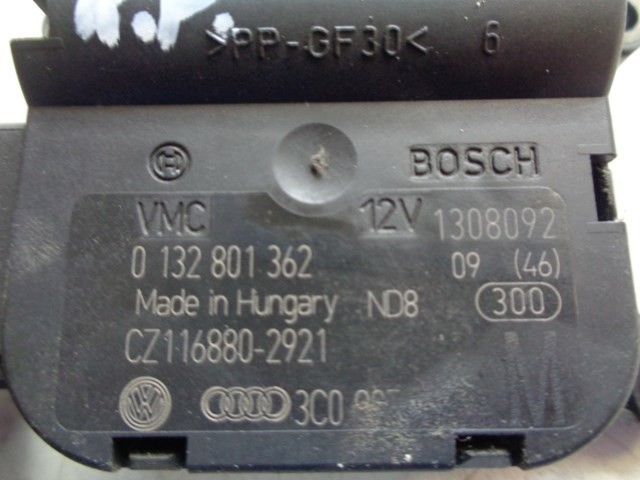 >PP-GF30< 6
BOSCH
VMC 12V 1308092
0 132 801 362 09 (46)
Made in Hungary ND8 300
CZ116880-2921
3C0 M